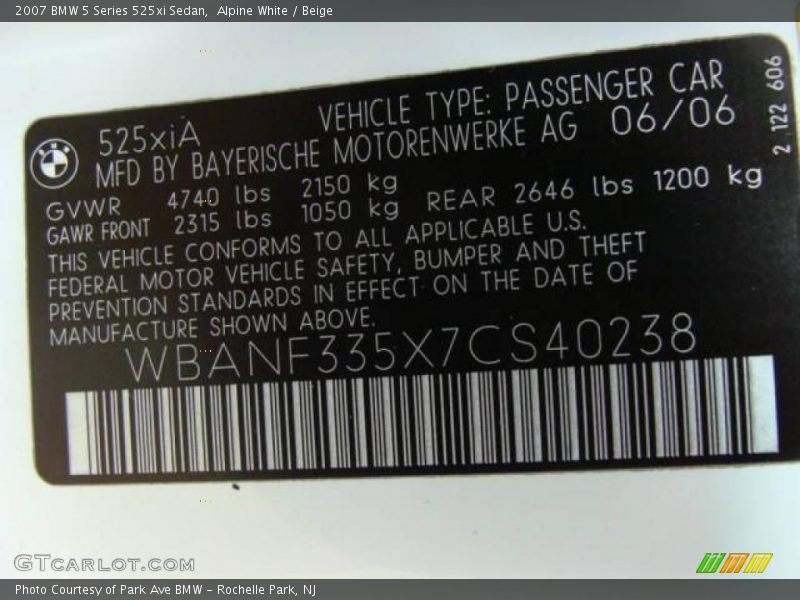 2007 BMW 5 Series 525xi Sedan,  Alpine White / Beige
525xiA VEHICLE TYPE: PASSENGER CAR
MFD BY BAYERISCHE MOTORENWERKE AG 06/06
2 122 606
GVWR 4740 lbs 2150 kg
GAWR FRONT 2315 lbs 1050 kg REAR 2646 lbs 1200 kg
THIS VEHICLE CONFORMS TO ALL APPLICABLE U.S.
FEDERAL MOTOR VEHICLE SAFETY, BUMPER AND THEFT
PREVENTION STANDARDS IN EFFECT ON THE DATE OF
MANUFACTURE SHOWN ABOVE.
WBANF335X7CS40238
GTCARLOT.COM
Photo Courtesy of Park Ave BMW - Rochelle Park, NJ